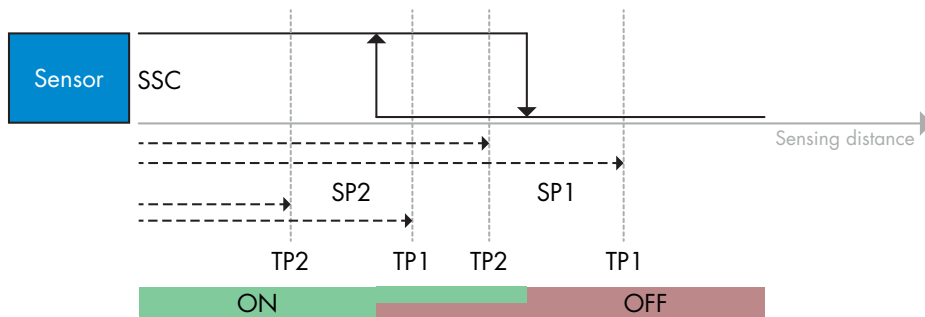 Sensor
SSC
Sensing distance
SP2 SP1
TP2 TP1 TP2 TP1
ON OFF